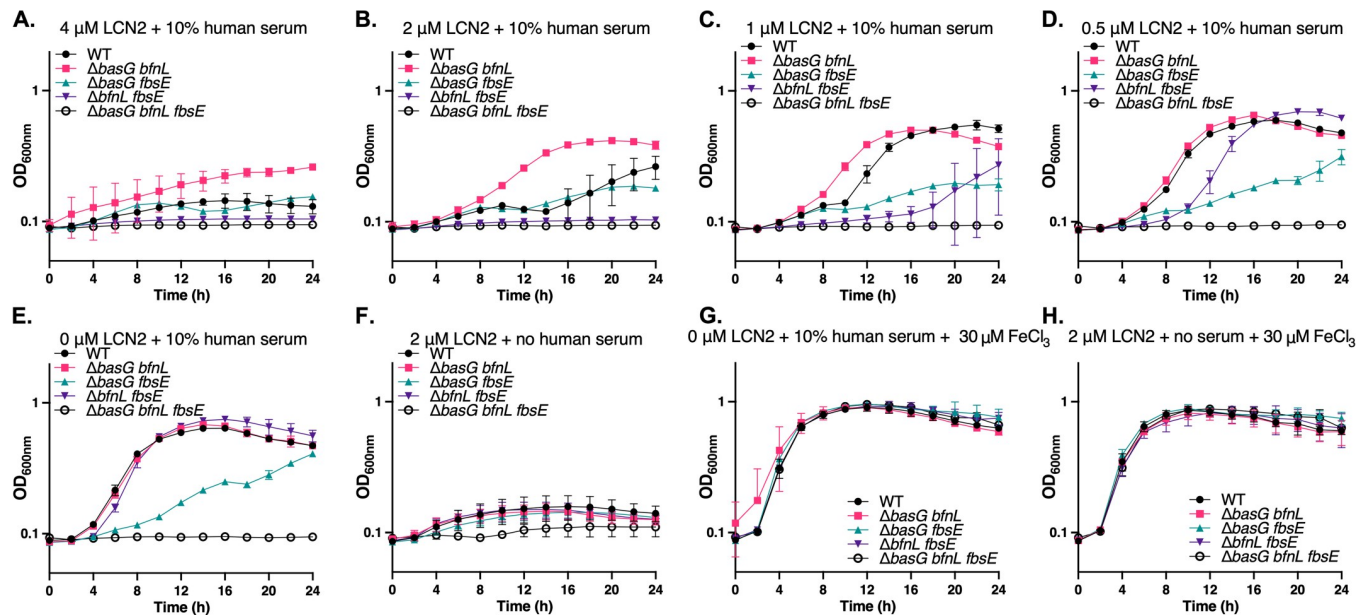 A.
4 µM LCN2 + 10% human serum
WT
ΔbasG bfnL
ΔbasG fbsE
ΔbfnL fbsE
ΔbasG bfnL fbsE
OD600nm
1
0.1
0 4 8 12 16 20 24
Time (h)
B.
2 µM LCN2 + 10% human serum
WT
ΔbasG bfnL
ΔbasG fbsE
ΔbfnL fbsE
ΔbasG bfnL fbsE
OD600nm
1
0.1
0 4 8 12 16 20 24
Time (h)
C.
1 µM LCN2 + 10% human serum
WT
ΔbasG bfnL
ΔbasG fbsE
ΔbfnL fbsE
ΔbasG bfnL fbsE
OD600nm
1
0.1
0 4 8 12 16 20 24
Time (h)
D.
0.5 µM LCN2 + 10% human serum
WT
ΔbasG bfnL
ΔbasG fbsE
ΔbfnL fbsE
ΔbasG bfnL fbsE
OD600nm
1
0.1
0 4 8 12 16 20 24
Time (h)
E.
0 µM LCN2 + 10% human serum
WT
ΔbasG bfnL
ΔbasG fbsE
ΔbfnL fbsE
ΔbasG bfnL fbsE
OD600nm
1
0.1
0 4 8 12 16 20 24
Time (h)
F.
2 µM LCN2 + no human serum
WT
ΔbasG bfnL
ΔbasG fbsE
ΔbfnL fbsE
ΔbasG bfnL fbsE
OD600nm
1
0.1
0 4 8 12 16 20 24
Time (h)
G.
0 µM LCN2 + 10% human serum + 30 µM FeCl3
OD600nm
1
0.1
WT
ΔbasG bfnL
ΔbasG fbsE
ΔbfnL fbsE
ΔbasG bfnL fbsE
0 4 8 12 16 20 24
Time (h)
H.
2 µM LCN2 + no serum + 30 µM FeCl3
OD600nm
1
0.1
WT
ΔbasG bfnL
ΔbasG fbsE
ΔbfnL fbsE
ΔbasG bfnL fbsE
0 4 8 12 16 20 24
Time (h)